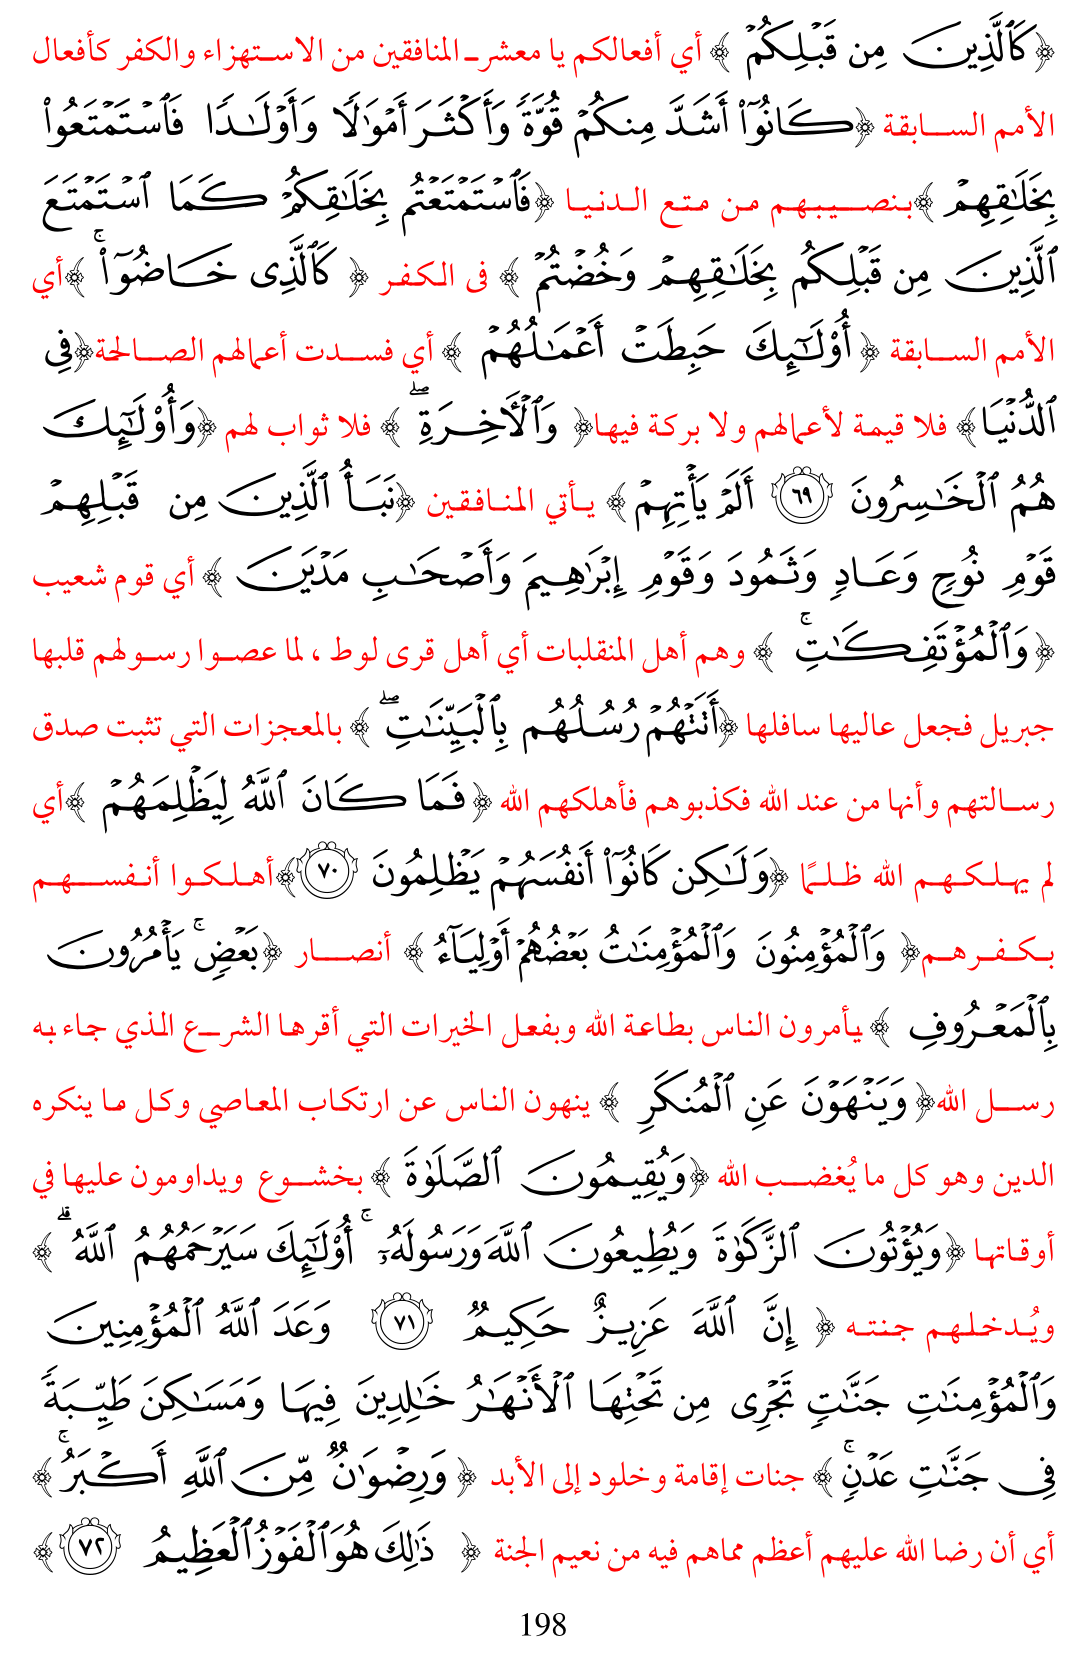 ﴿كَٱلَّذِينَ مِن قَبْلِكُمْ ﴾ أي أفعالكم يا معشر المنافقين من الاستهزاء والكفر كأفعال
الأمم السابقة ﴿كَانُوٓا۟ أَشَدَّ مِنكُمْ قُوَّةً وَأَكْثَرَ أَمْوَٰلًا وَأَوْلَـٰدًا فَٱسْتَمْتَعُوا۟
بِخَلَـٰقِهِمْ ﴾بنصيبهم من متع الدنيا ﴿فَٱسْتَمْتَعْتُم بِخَلَـٰقِكُمْ كَمَا ٱسْتَمْتَعَ
ٱلَّذِينَ مِن قَبْلِكُم بِخَلَـٰقِهِمْ وَخُضْتُمْ ﴾ فى الكفر ﴿ كَٱلَّذِى خَاضُوٓا۟ ۚ ﴾أي
الأمم السابقة ﴿ أُو۟لَـٰٓئِكَ حَبِطَتْ أَعْمَـٰلُهُمْ ﴾ أي فسدت أعمالهم الصالحة﴿فِى
ٱلدُّنْيَا﴾ فلا قيمة لأعمالهم ولا بركة فيها﴿ وَٱلْـَٔاخِرَةِ ۖ ﴾ فلا ثواب لهم ﴿وَأُو۟لَـٰٓئِكَ
هُمُ ٱلْخَـٰسِرُونَ ٦٩ أَلَمْ يَأْتِهِمْ ﴾ يأتي المنافقين ﴿نَبَأُ ٱلَّذِينَ مِن قَبْلِهِمْ
قَوْمِ نُوحٍ وَعَادٍ وَثَمُودَ وَقَوْمِ إِبْرَٰهِيمَ وَأَصْحَـٰبِ مَدْيَنَ ﴾ أي قوم شعيب
﴿ وَٱلْمُؤْتَفِكَـٰتِ ۚ ﴾ وهم أهل المنقلبات أي أهل قرى لوط ، لما عصوا رسولهم قلبها
جبريل فجعل عاليها سافلها ﴿أَتَتْهُمْ رُسُلُهُم بِٱلْبَيِّنَـٰتِ ۖ ﴾ بالمعجزات التي تثبت صدق
رسالتهم وأنها من عند الله فكذبوهم فأهلكهم الله ﴿ فَمَا كَانَ ٱللَّهُ لِيَظْلِمَهُمْ ﴾أي
لم يهلكهم الله ظلمًا ﴿وَلَـٰكِن كَانُوٓا۟ أَنفُسَهُمْ يَظْلِمُونَ ٧٠ ﴾أهلكوا أنفسهم
بكفرهم﴿ وَٱلْمُؤْمِنُونَ وَٱلْمُؤْمِنَـٰتُ بَعْضُهُمْ أَوْلِيَآءُ ﴾ أنصار ﴿بَعْضٍ ۚ يَأْمُرُونَ
بِٱلْمَعْرُوفِ ﴾ يأمرون الناس بطاعة الله وبفعل الخيرات التي أقرها الشرع الذي جاء به
رسل الله﴿ وَيَنْهَوْنَ عَنِ ٱلْمُنكَرِ ﴾ ينهون الناس عن ارتكاب المعاصي وكل ما ينكره
الدين وهو كل ما يُغضب الله ﴿وَيُقِيمُونَ ٱلصَّلَوٰةَ ﴾ بخشوع ويداومون عليها في
أوقاتها ﴿وَيُؤْتُونَ ٱلزَّكَوٰةَ وَيُطِيعُونَ ٱللَّهَ وَرَسُولَهُۥٓ ۚ أُو۟لَـٰٓئِكَ سَيَرْحَمُهُمُ ٱللَّهُ ۗ ﴾
ويُدخلهم جنته ﴿ إِنَّ ٱللَّهَ عَزِيزٌ حَكِيمٌ ٧١ وَعَدَ ٱللَّهُ ٱلْمُؤْمِنِينَ
وَٱلْمُؤْمِنَـٰتِ جَنَّـٰتٍ تَجْرِى مِن تَحْتِهَا ٱلْأَنْهَـٰرُ خَـٰلِدِينَ فِيهَا وَمَسَـٰكِنَ طَيِّبَةً
فِى جَنَّـٰتِ عَدْنٍ ۚ ﴾ جنات إقامة وخلود إلى الأبد ﴿ وَرِضْوَٰنٌ مِّنَ ٱللَّهِ أَكْبَرُ ۚ ﴾
أي أن رضا الله عليهم أعظم مماهم فيه من نعيم الجنة ﴿ ذَٰلِكَ هُوَ ٱلْفَوْزُ ٱلْعَظِيمُ ٧٢ ﴾
198